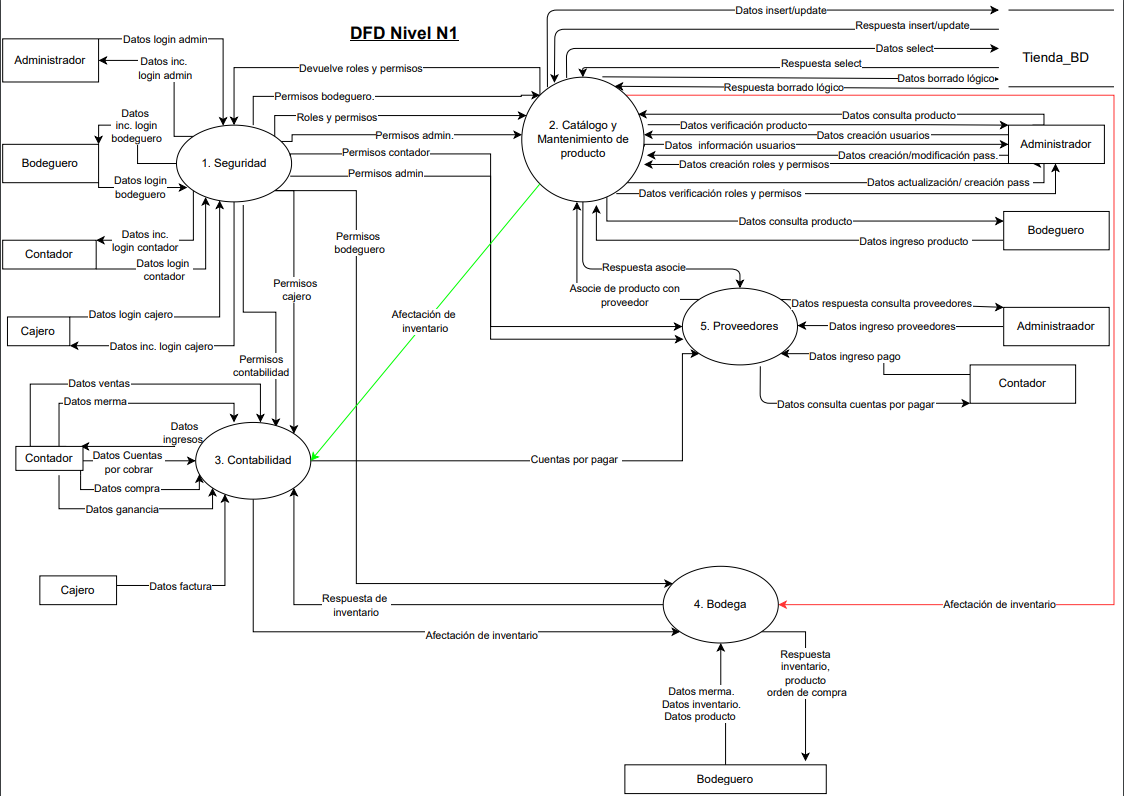 DFD Nivel N1
Datos insert/update
Respuesta insert/update
Datos select
Respuesta select
Datos borrado lógico
Respuesta borrado lógico
Tienda_BD
Datos login admin
Administrador
Datos inc.
login admin
Devuelve roles y permisos
Permisos bodeguero.
Roles y permisos
Permisos admin.
Permisos contador
Permisos admin
Datos
inc. login
bodeguero
Bodeguero
1. Seguridad
Datos login
bodeguero
2. Catálogo y
Mantenimiento de
producto
Datos consulta producto
Datos verificación producto
Datos creación usuarios
Datos información usuarios
Datos creación/modificación pass.
Datos creación roles y permisos
Datos actualización/ creación pass
Datos verificación roles y permisos
Administrador
Datos consulta producto
Bodeguero
Datos ingreso producto
Datos inc.
login contador
Contador
Datos login
contador
Permisos
bodeguero
Permisos
cajero
Respuesta asocie
Asocie de producto con
proveedor
Datos login cajero
Cajero
Datos inc. login cajero
Afectación de
inventario
5. Proveedores
Datos respuesta consulta proveedores
Datos ingreso proveedores
Administraador
Datos ingreso pago
Contador
Datos consulta cuentas por pagar
Permisos
contabilidad
Datos ventas
Datos merma
Datos
ingresos
Contador
Datos Cuentas
por cobrar
3. Contabilidad
Cuentas por pagar
Datos compra
Datos ganancia
Cajero
Datos factura
Respuesta de
inventario
4. Bodega
Afectación de inventario
Afectación de inventario
Respuesta
inventario,
producto
orden de compra
Datos merma.
Datos inventario.
Datos producto
Bodeguero